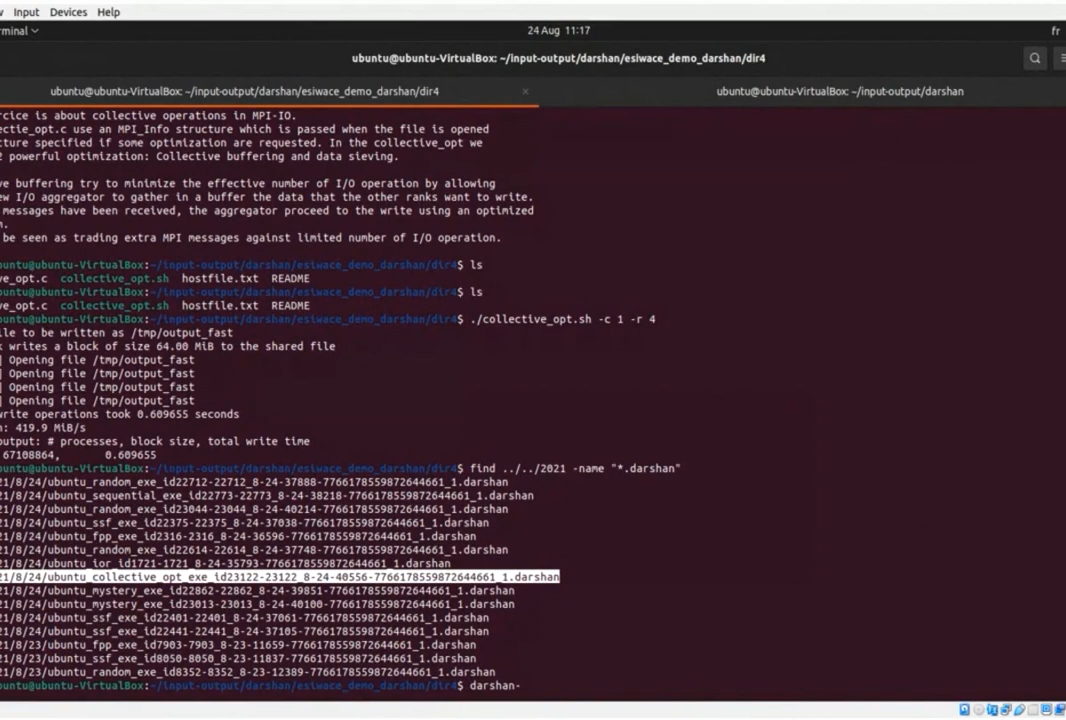 w Input Devices Help
rminal
24 Aug 11:17
fr
ubuntu@ubuntu-VirtualBox: ~/input-output/darshan/esiwace_demo_darshan/dir4
ubuntu@ubuntu-VirtualBox: ~/input-output/darshan/esiwace_demo_darshan/dir4 ×
ubuntu@ubuntu-VirtualBox: ~/input-output/darshan
rcice is about collective operations in MPI-IO.
ectie_opt.c use an MPI_Info structure which is passed when the file is opened
cture specified if some optimization are requested. In the collective_opt we
2 powerful optimization: Collective buffering and data sieving.
ve buffering try to minimize the effective number of I/O operation by allowing
ew I/O aggregator to gather in a buffer the data that the other ranks want to write.
messages have been received, the aggregator proceed to the write using an optimized
m.
be seen as trading extra MPI messages against limited number of I/O operation.
buntu@ubuntu-VirtualBox:~/input-output/darshan/esiwace_demo_darshan/dir4$ ls
ve_opt.c collective_opt.sh hostfile.txt README
buntu@ubuntu-VirtualBox:~/input-output/darshan/esiwace_demo_darshan/dir4$ ls
ve_opt.c collective_opt.sh hostfile.txt README
buntu@ubuntu-VirtualBox:~/input-output/darshan/esiwace_demo_darshan/dir4$ ./collective_opt.sh -c 1 -r 4
ile to be written as /tmp/output_fast
k writes a block of size 64.00 MiB to the shared file
| Opening file /tmp/output_fast
| Opening file /tmp/output_fast
| Opening file /tmp/output_fast
| Opening file /tmp/output_fast
write operations took 0.609655 seconds
h: 419.9 MiB/s
output: # processes, block size, total write time
67108864, 0.609655
buntu@ubuntu-VirtualBox:~/input-output/darshan/esiwace_demo_darshan/dir4$ find ../../2021 -name "*.darshan"
21/8/24/ubuntu_random_exe_id22712-22712_8-24-37888-7766178559872644661_1.darshan
21/8/24/ubuntu_sequential_exe_id22773-22773_8-24-38218-7766178559872644661_1.darshan
21/8/24/ubuntu_random_exe_id23044-23044_8-24-40214-7766178559872644661_1.darshan
21/8/24/ubuntu_ssf_exe_id22375-22375_8-24-37038-7766178559872644661_1.darshan
21/8/24/ubuntu_fpp_exe_id2316-2316_8-24-36596-7766178559872644661_1.darshan
21/8/24/ubuntu_random_exe_id22614-22614_8-24-37748-7766178559872644661_1.darshan
21/8/24/ubuntu_ior_id1721-1721_8-24-35793-7766178559872644661_1.darshan
21/8/24/ubuntu_collective_opt_exe_id23122-23122_8-24-40556-7766178559872644661_1.darshan
21/8/24/ubuntu_mystery_exe_id22862-22862_8-24-39851-7766178559872644661_1.darshan
21/8/24/ubuntu_mystery_exe_id23013-23013_8-24-40100-7766178559872644661_1.darshan
21/8/24/ubuntu_ssf_exe_id22401-22401_8-24-37061-7766178559872644661_1.darshan
21/8/24/ubuntu_ssf_exe_id22441-22441_8-24-37105-7766178559872644661_1.darshan
21/8/23/ubuntu_fpp_exe_id7903-7903_8-23-11659-7766178559872644661_1.darshan
21/8/23/ubuntu_ssf_exe_id8050-8050_8-23-11837-7766178559872644661_1.darshan
21/8/23/ubuntu_random_exe_id8352-8352_8-23-12389-7766178559872644661_1.darshan
buntu@ubuntu-VirtualBox:~/input-output/darshan/esiwace_demo_darshan/dir4$ darshan-